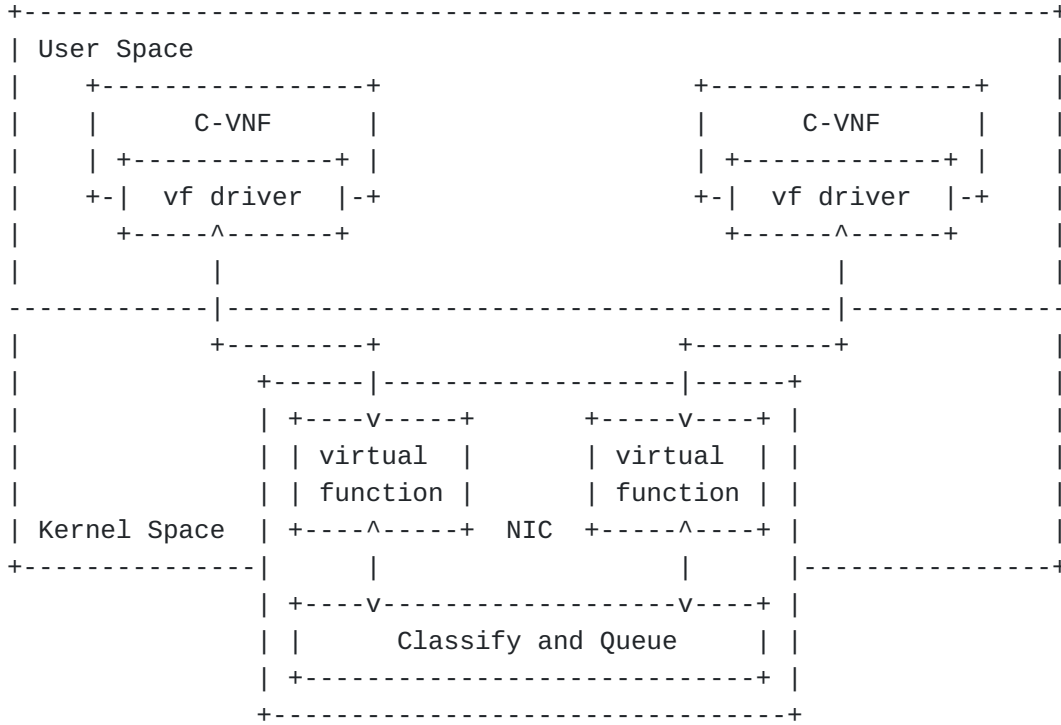 User Space
C-VNF C-VNF
vf driver vf driver
virtual virtual
function function
Kernel Space NIC
Classify and Queue